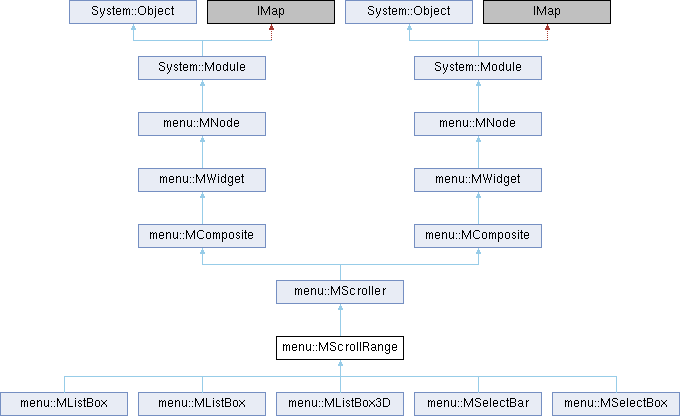 System::Object IMap System::Object IMap
System::Module System::Module
menu::MNode menu::MNode
menu::MWidget menu::MWidget
menu::MComposite menu::MComposite
menu::MScroller
menu::MScrollRange
menu::MListBox menu::MListBox menu::MListBox3D menu::MSelectBar menu::MSelectBox